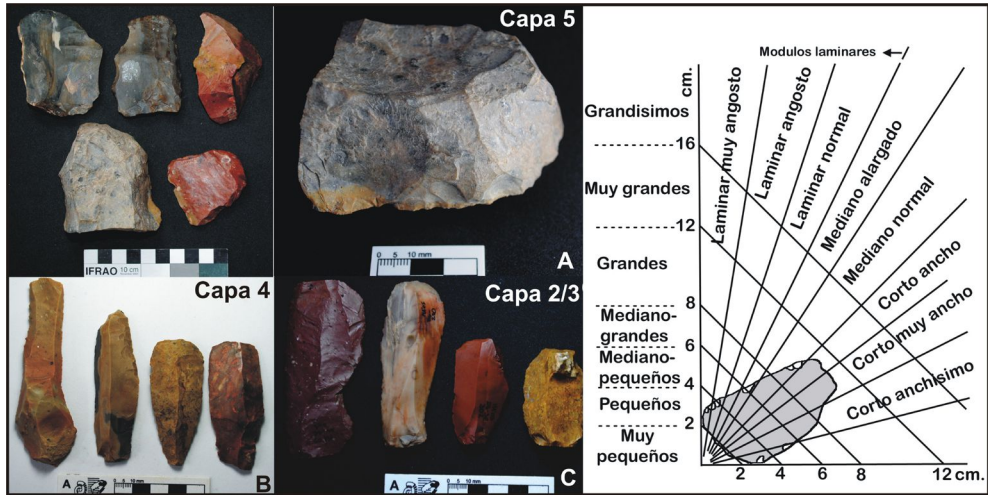 Capa 5
IFRAO 10 cm
0 5 10 mm
A
Capa 4
A
0 5 10 mm
B
Capa 2/3
A
0 5 10 mm
C
Modulos laminares
cm.
Grandisimos
16
Muy grandes
12
Grandes
8
Mediano-
grandes
6
Mediano-
pequeños
4
Pequeños
2
Muy
pequeños
Laminar muy angosto
Laminar angosto
Laminar normal
Mediano alargado
Mediano normal
Corto ancho
Corto muy ancho
Corto anchisimo
2 4 6 8 12 cm.